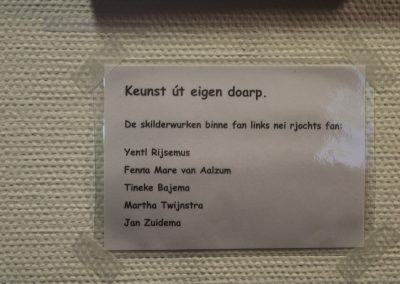 Keunst út eigen doarp.
De skilderwurken binne fan links nei rjochts fan:
Yentl Rijsemus
Fenna Mare van Aalzum
Tineke Bajema
Martha Twijnstra
Jan Zuidema